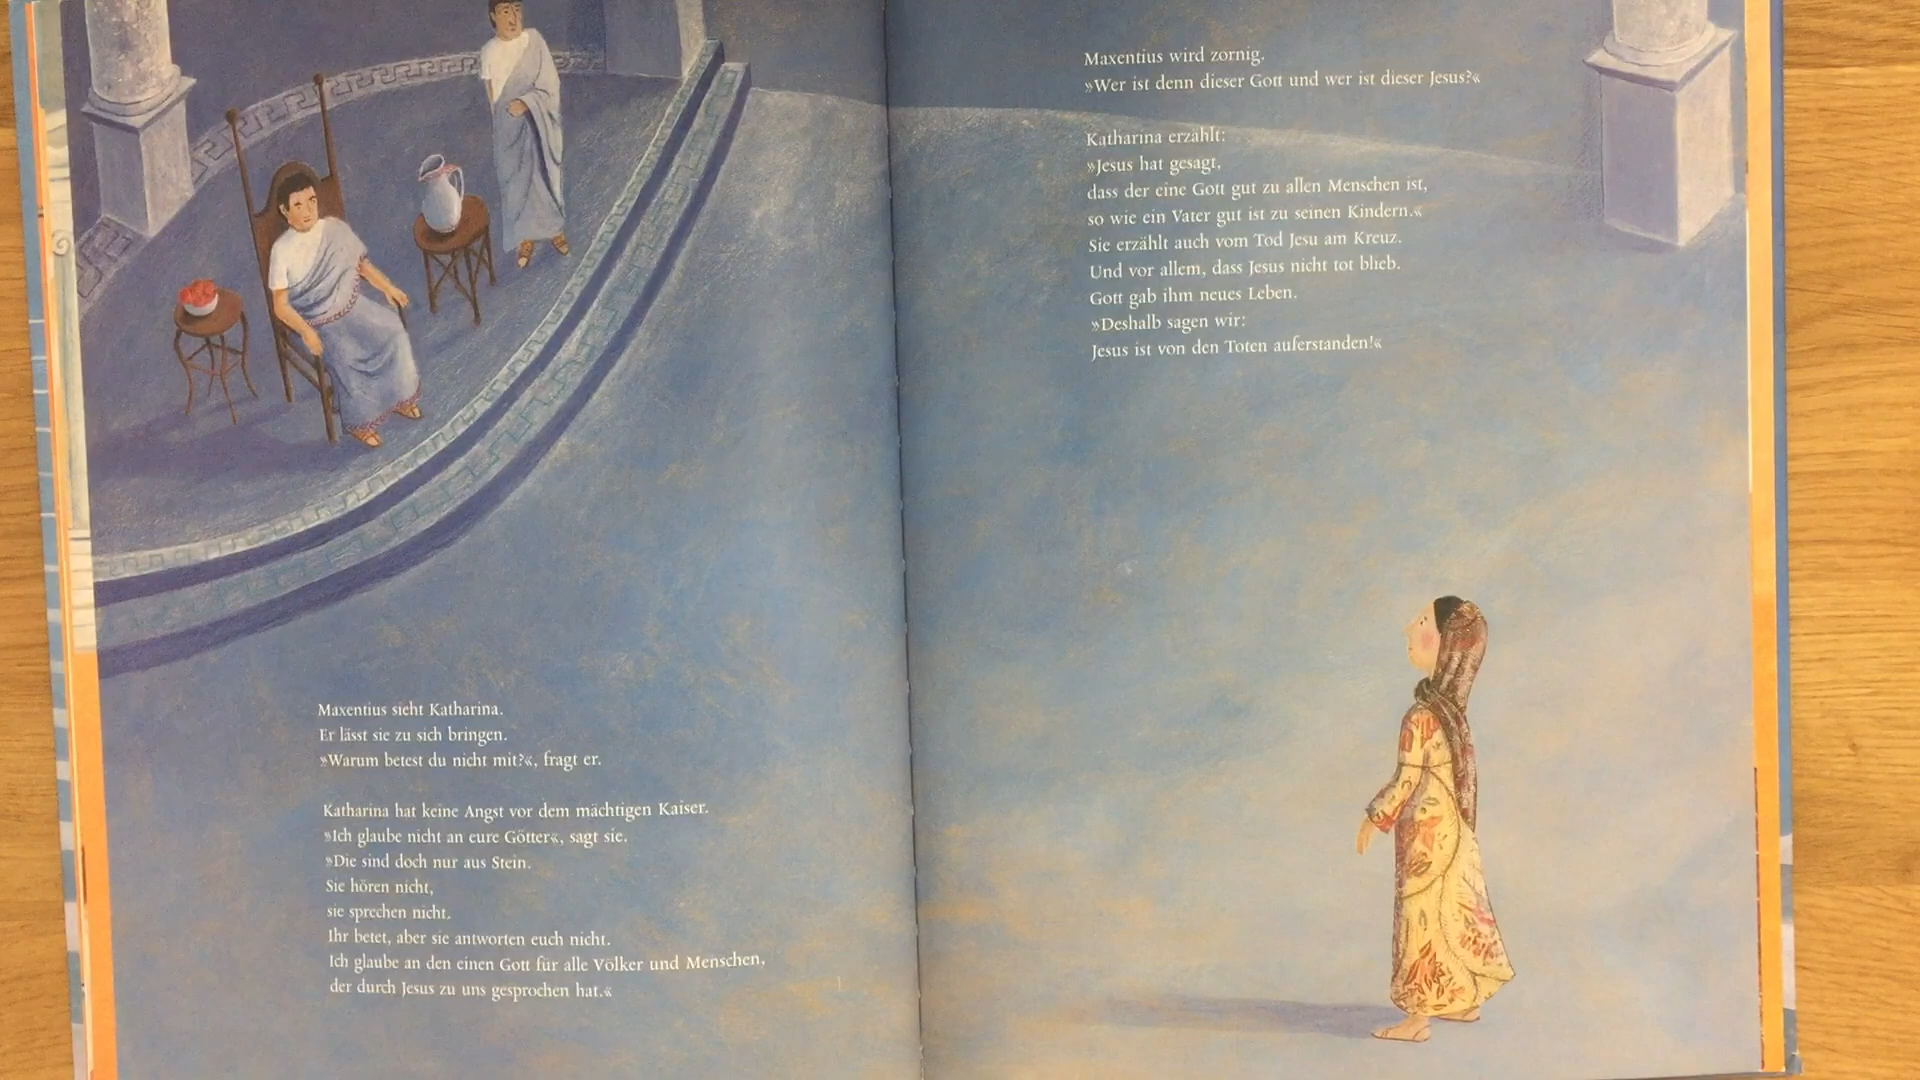 Maxentius sieht Katharina.
Er lässt sie zu sich bringen.
»Warum betest du nicht mit?«, fragt er.
Katharina hat keine Angst vor dem mächtigen Kaiser.
»Ich glaube nicht an eure Götter«, sagt sie.
»Die sind doch nur aus Stein.
Sie hören nicht,
sie sprechen nicht.
Ihr betet, aber sie antworten euch nicht.
Ich glaube an den einen Gott für alle Völker und Menschen,
der durch Jesus zu uns gesprochen hat.«
Maxentius wird zornig.
»Wer ist denn dieser Gott und wer ist dieser Jesus?«
Katharina erzählt:
»Jesus hat gesagt,
dass der eine Gott gut zu allen Menschen ist,
so wie ein Vater gut ist zu seinen Kindern.«
Sie erzählt auch vom Tod Jesu am Kreuz.
Und vor allem, dass Jesus nicht tot blieb.
Gott gab ihm neues Leben.
»Deshalb sagen wir:
Jesus ist von den Toten auferstanden!«